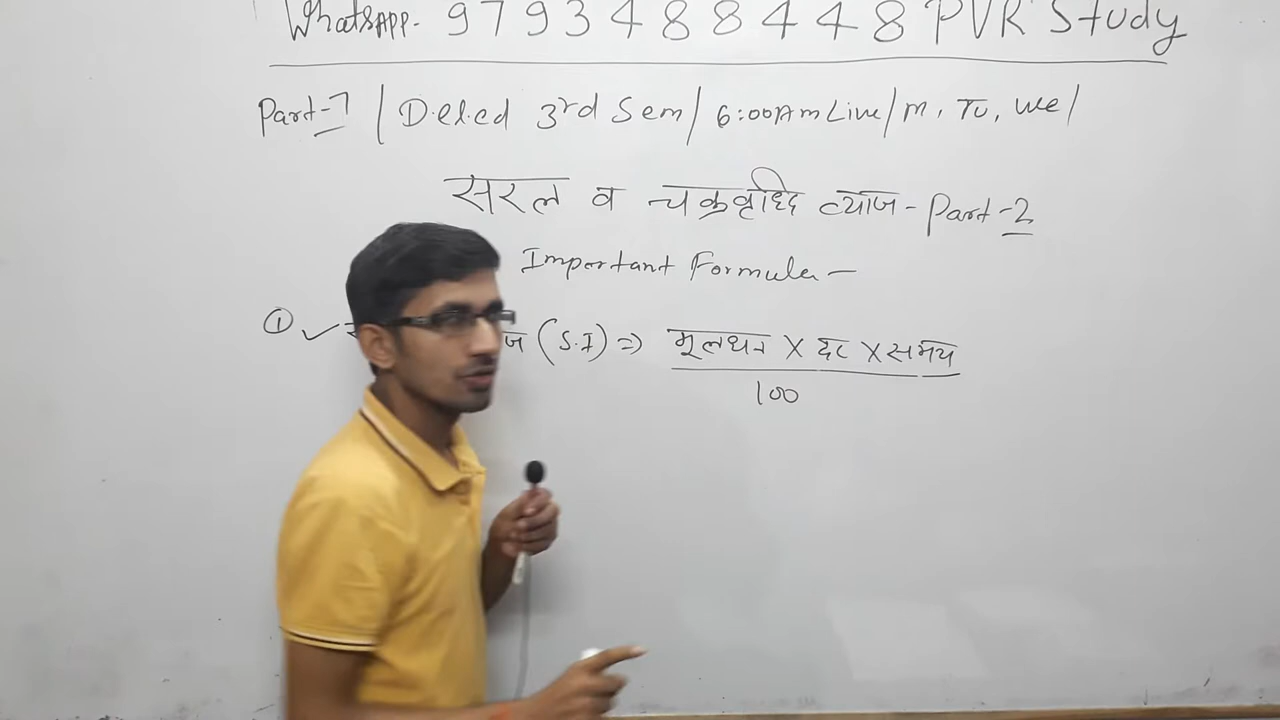 WhatsAPP- 9793488448 PVR Study
Part-7 / D.el.ed 3rd Sem / 6:00Am Live / M, Tu, We /
सरल व चक्रवृध्दि ब्याज - Part-2
Important Formula -
① ✓ ज (S.I) => मूलधन X दर X समय
100